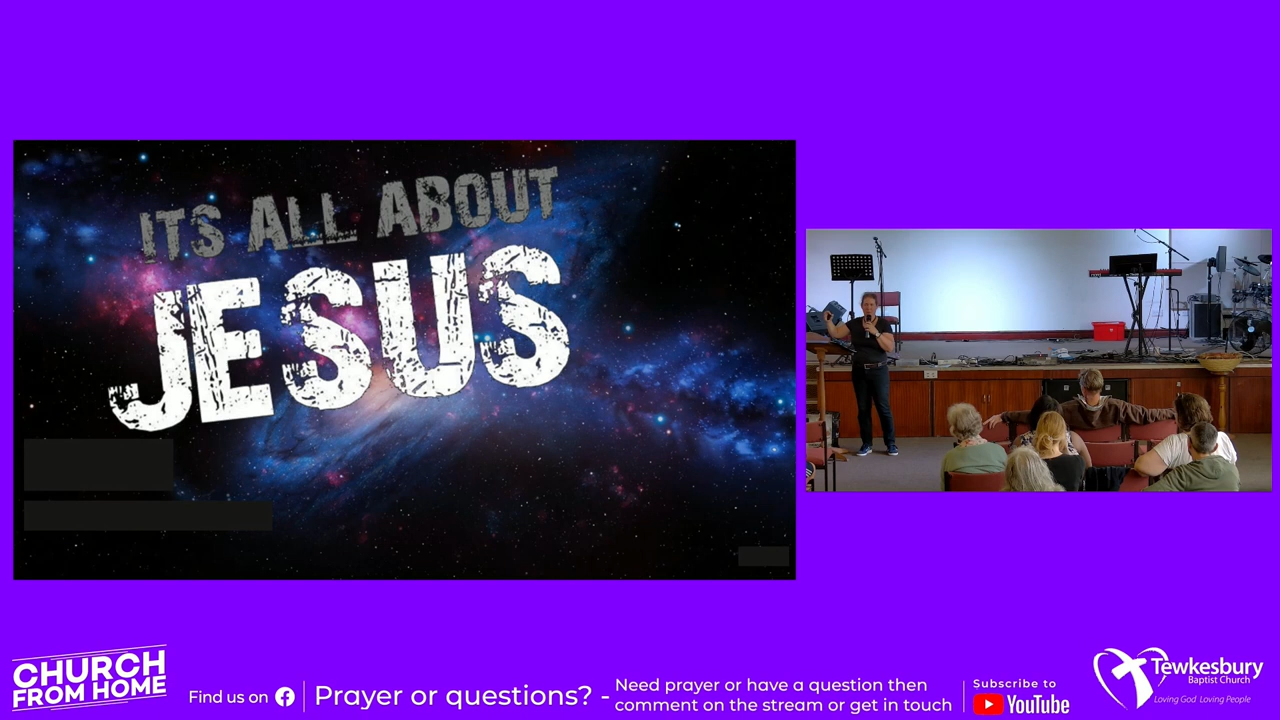 ITS ALL ABOUT
JESUS
CHURCH
FROM HOME
Find us on
Prayer or questions? -
Need prayer or have a question then
comment on the stream or get in touch
Subscribe to
YouTube
Tewkesbury
Baptist Church
Loving God Loving People